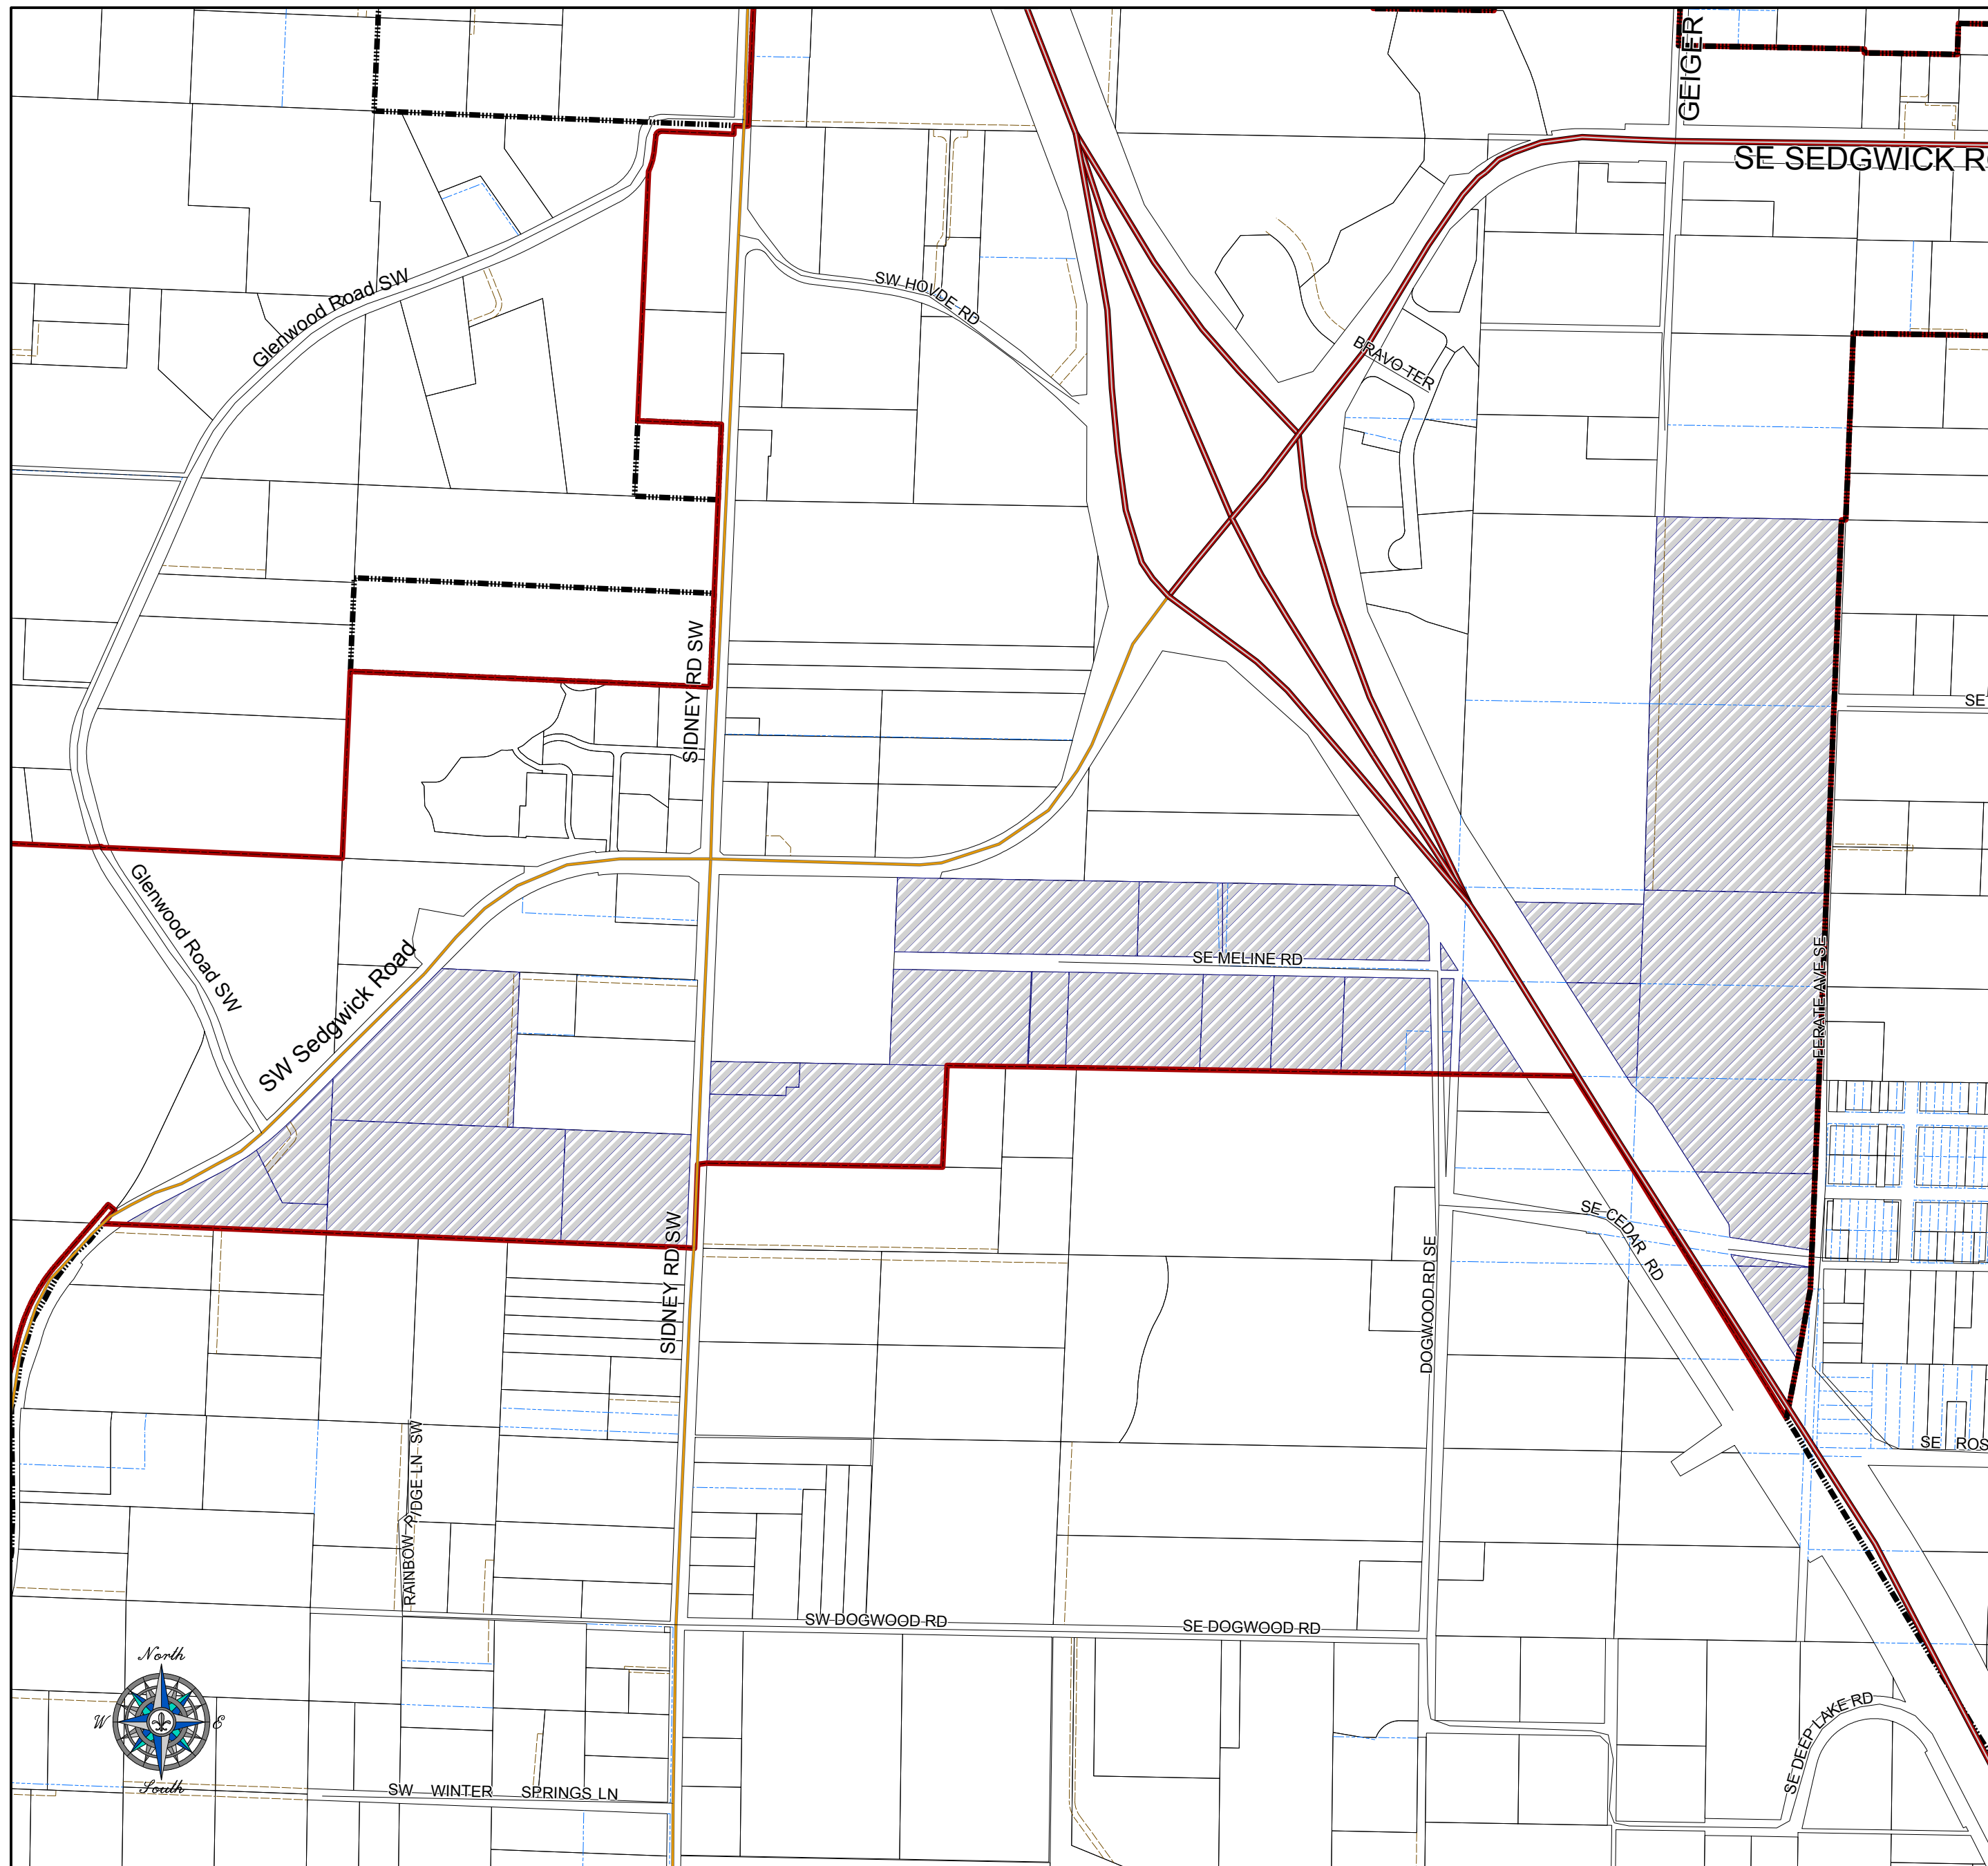 GEIGER
SE SEDGWICK R
Glenwood Road SW
SW HOVDE RD
BRAVO TER
SIDNEY RD SW
SE
Glenwood Road SW
SW Sedgwick Road
SE MELINE RD
FERATE AVE SE
SE CEDAR RD
SIDNEY RD SW
DOGWOOD RD SE
SE ROS
RAINBOW RIDGE LN SW
SW DOGWOOD RD
SE DOGWOOD RD
North
W
E
South
SE DEEP LAKE RD
SW WINTER SPRINGS LN